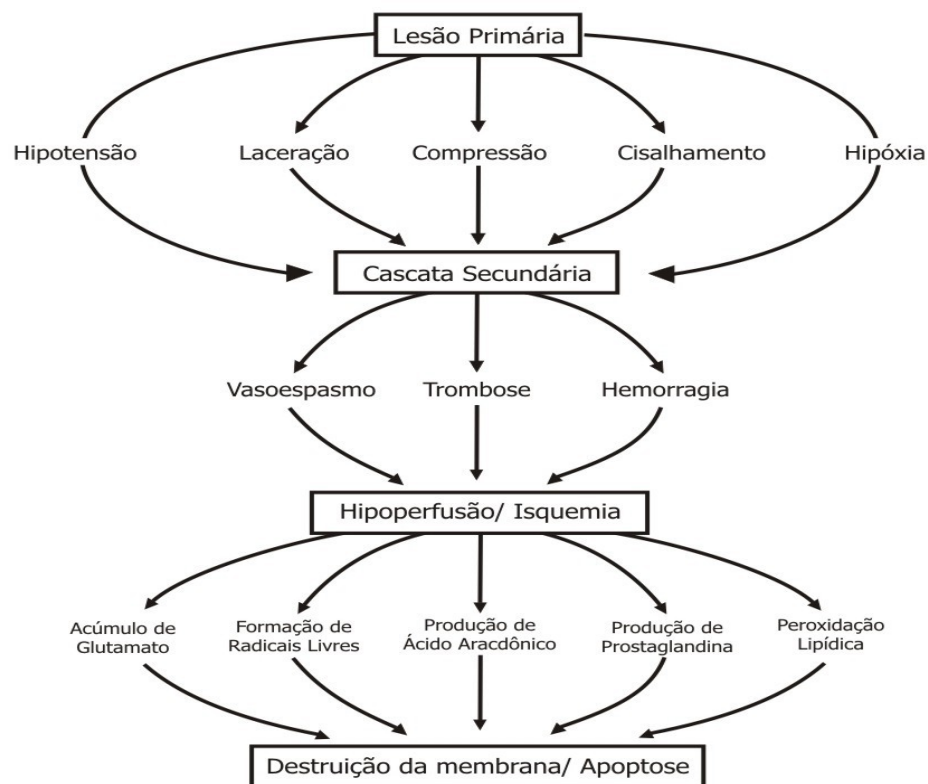 Lesão Primária
Hipotensão
Laceração
Compressão
Cisalhamento
Hipóxia
Cascata Secundária
Vasoespasmo
Trombose
Hemorragia
Hipoperfusão/ Isquemia
Acúmulo de
Glutamato
Formação de
Radicais Livres
Produção de
Ácido Aracdônico
Produção de
Prostaglandina
Peroxidação
Lipídica
Destruição da membrana/ Apoptose